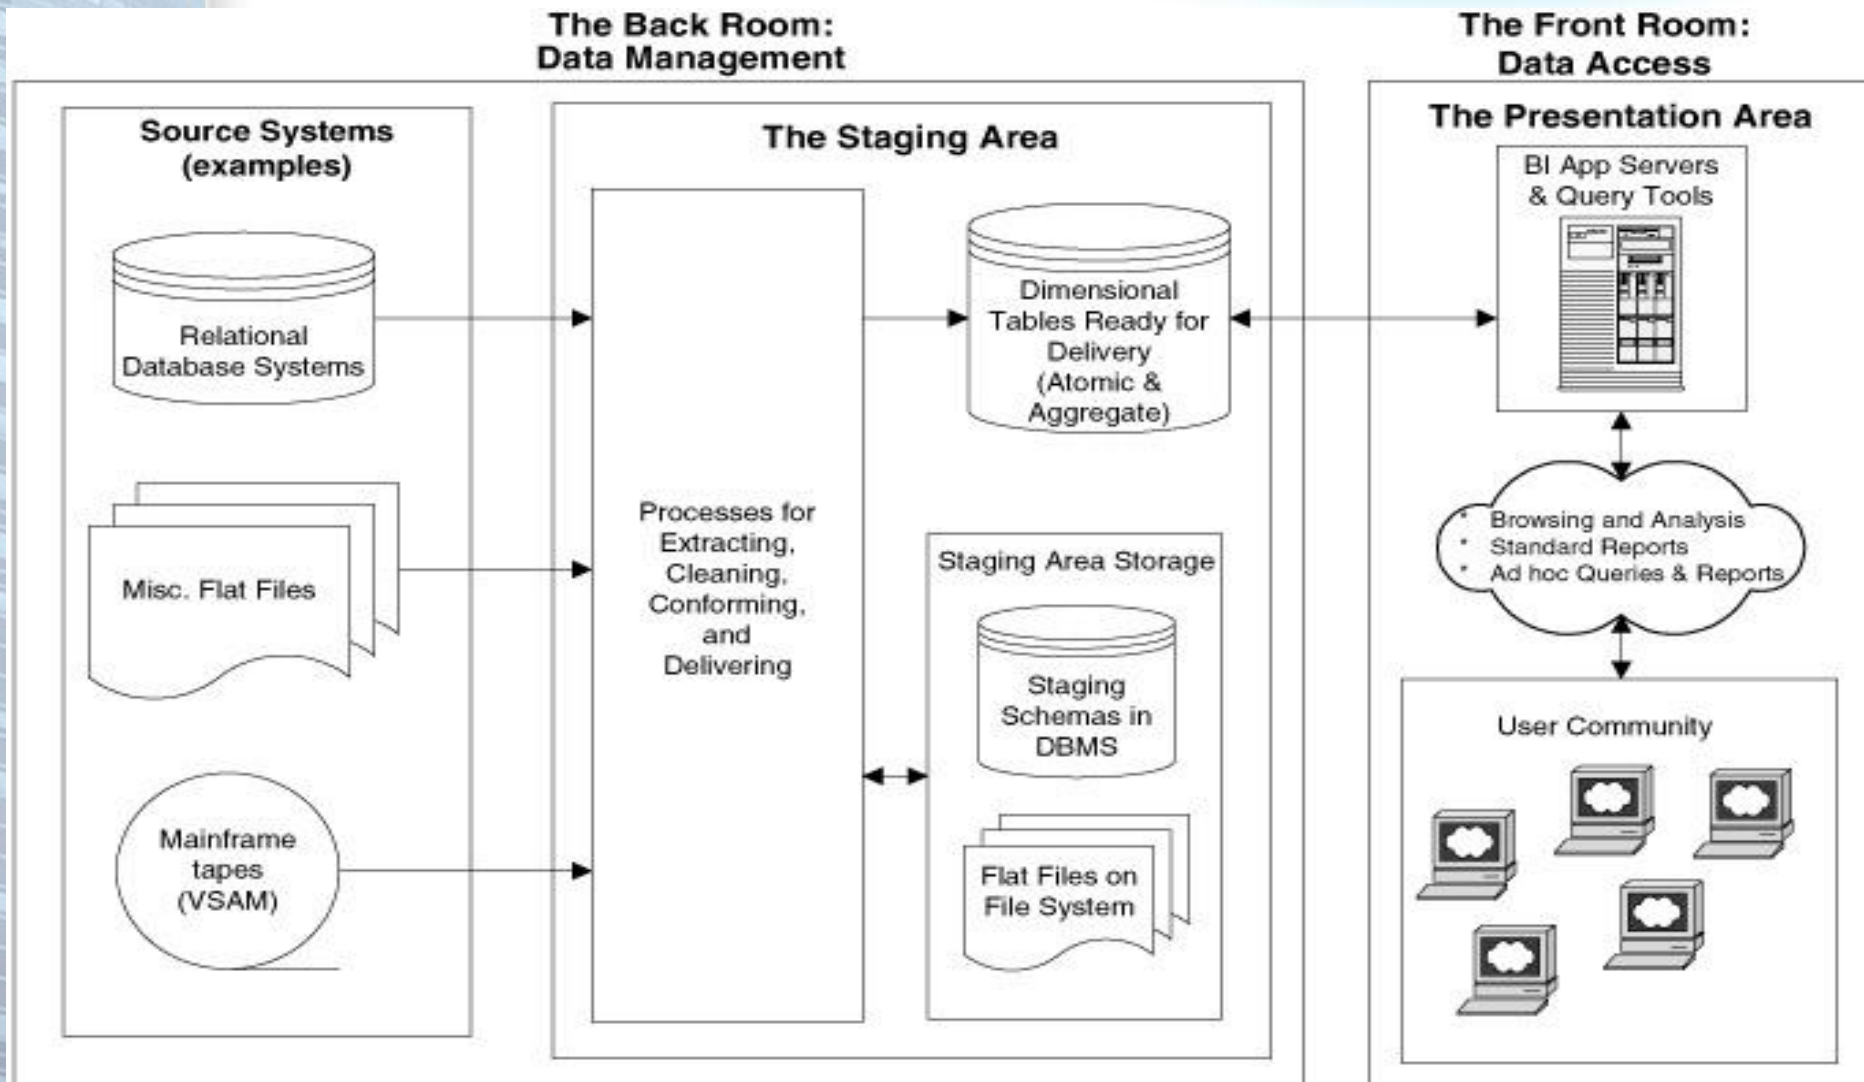 The Back Room:
Data Management
The Front Room:
Data Access
Source Systems
(examples)
Relational
Database Systems
Misc. Flat Files
Mainframe
tapes
(VSAM)
The Staging Area
Processes for
Extracting,
Cleaning,
Conforming,
and
Delivering
Dimensional
Tables Ready for
Delivery
(Atomic &
Aggregate)
Staging Area Storage
Staging
Schemas in
DBMS
Flat Files on
File System
The Presentation Area
BI App Servers
& Query Tools
* Browsing and Analysis
* Standard Reports
* Ad hoc Queries & Reports
User Community